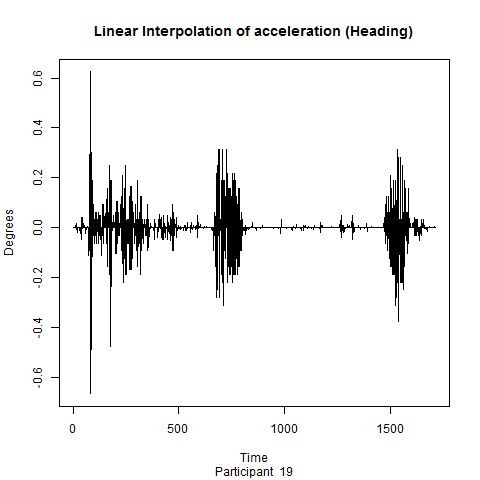 Linear Interpolation of acceleration (Heading)
Degrees
0.6
0.4
0.2
0.0
-0.2
-0.4
-0.6
0 500 1000 1500
Time
Participant 19